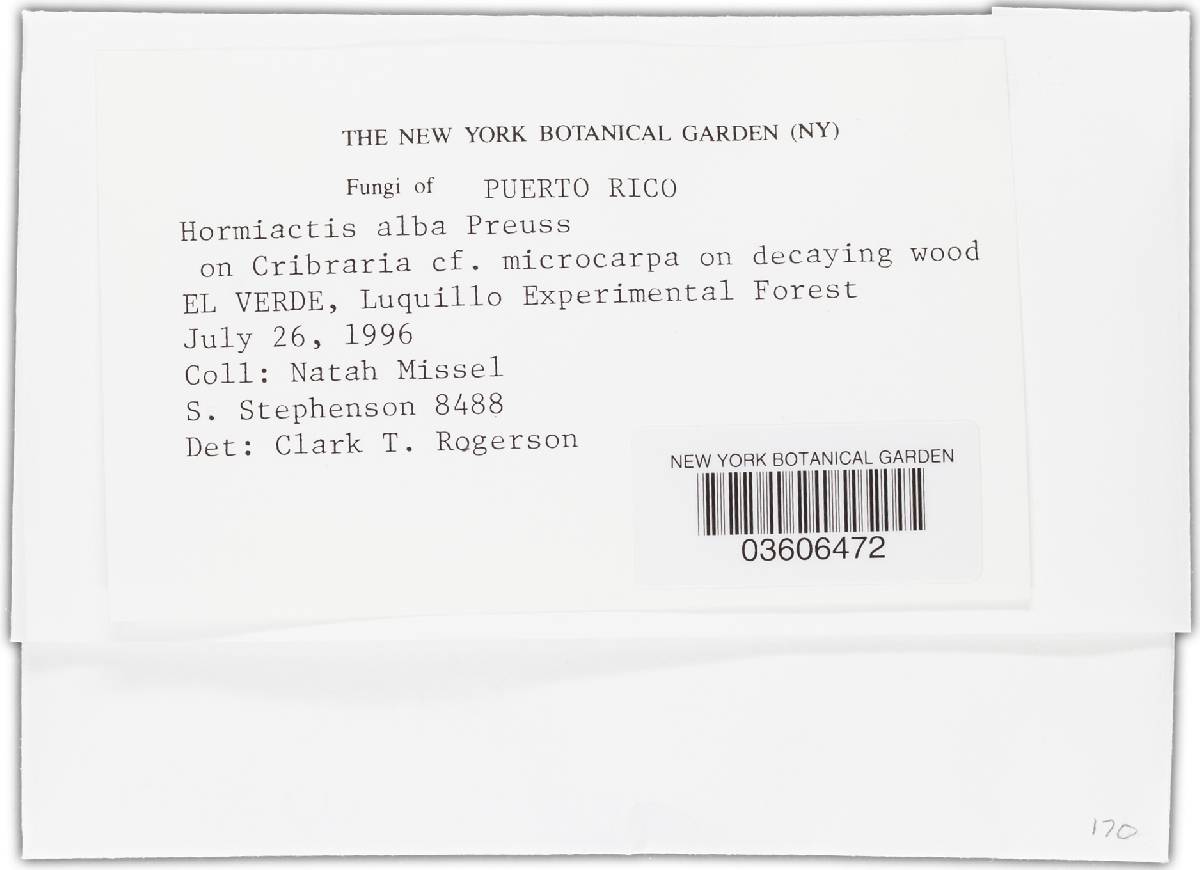 THE NEW YORK BOTANICAL GARDEN (NY)
Fungi of PUERTO RICO
Hormiactis alba Preuss
on Cribraria cf. microcarpa on decaying wood
EL VERDE, Luquillo Experimental Forest
July 26, 1996
Coll: Natah Missel
S. Stephenson 8488
Det: Clark T. Rogerson
NEW YORK BOTANICAL GARDEN
03606472
170